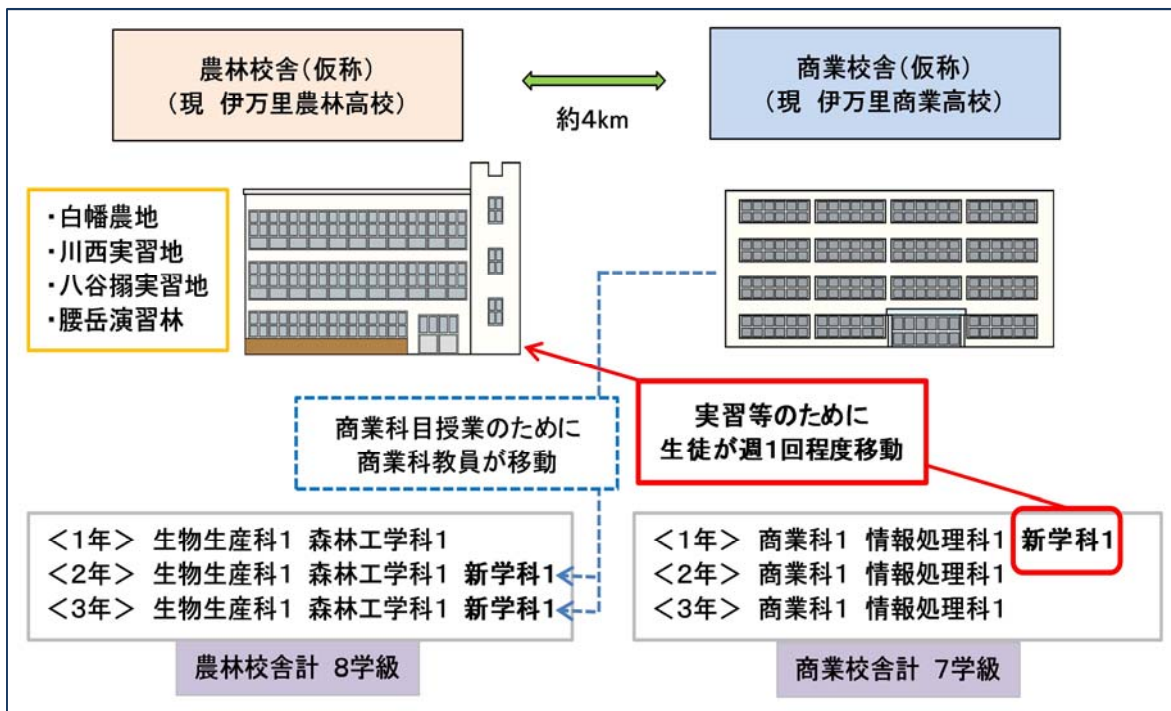 農林校舎(仮称)
(現 伊万里農林高校)
約4km
商業校舎(仮称)
(現 伊万里商業高校)
・白幡農地
・川西実習地
・八谷搦実習地
・腰岳演習林
商業科目授業のために
商業科教員が移動
実習等のために
生徒が週1回程度移動
<1年> 生物生産科1 森林工学科1
<2年> 生物生産科1 森林工学科1 新学科1
<3年> 生物生産科1 森林工学科1 新学科1
農林校舎計 8学級
<1年> 商業科1 情報処理科1 新学科1
<2年> 商業科1 情報処理科1
<3年> 商業科1 情報処理科1
商業校舎計 7学級